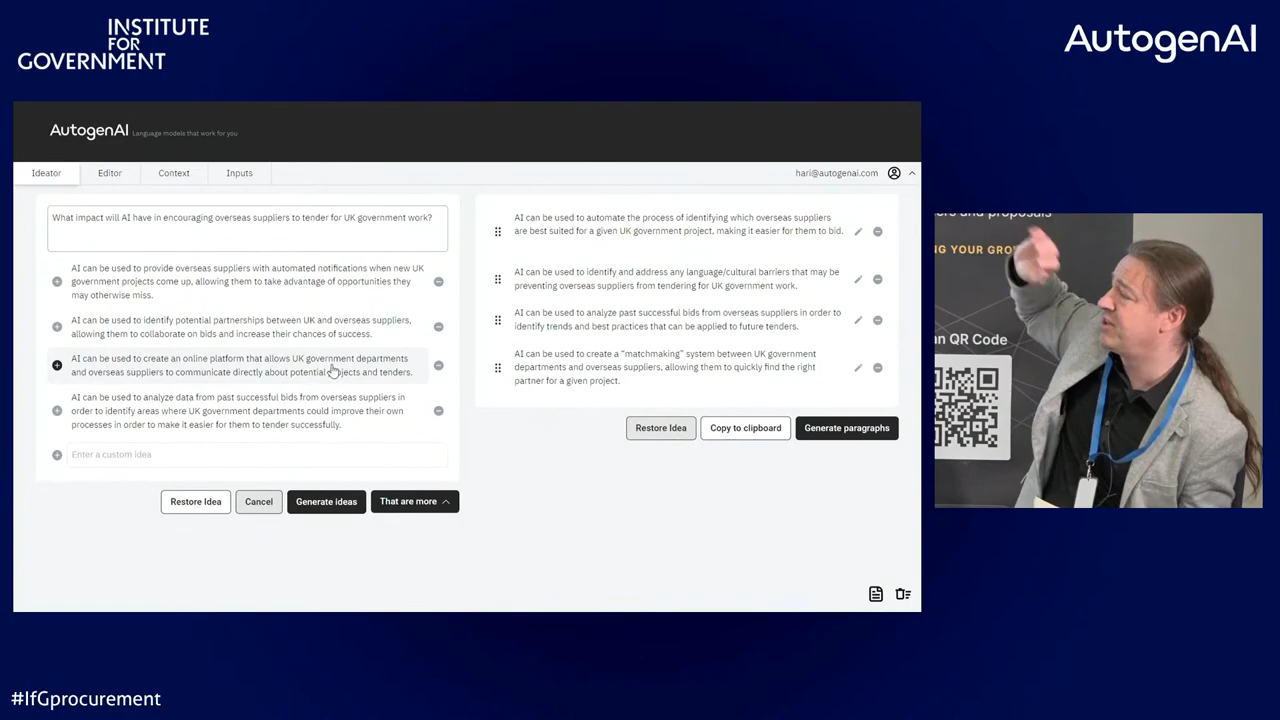 INSTITUTE
FOR
GOVERNMENT
AutogenAI
AutogenAI Language models that work for you
Ideator
Editor
Context
Inputs
hari@autogenai.com
What impact will AI have in encouraging overseas suppliers to tender for UK government work?
AI can be used to provide overseas suppliers with automated notifications when new UK
government projects come up, allowing them to take advantage of opportunities they
may otherwise miss.
AI can be used to identify potential partnerships between UK and overseas suppliers,
allowing them to collaborate on bids and increase their chances of success.
AI can be used to create an online platform that allows UK government departments
and overseas suppliers to communicate directly about potential projects and tenders.
AI can be used to analyze data from past successful bids from overseas suppliers in
order to identify areas where UK government departments could improve their own
processes in order to make it easier for them to tender successfully.
Enter a custom idea
Restore Idea
Cancel
Generate ideas
That are more
AI can be used to automate the process of identifying which overseas suppliers
are best suited for a given UK government project, making it easier for them to bid.
AI can be used to identify and address any language/cultural barriers that may be
preventing overseas suppliers from tendering for UK government work.
AI can be used to analyze past successful bids from overseas suppliers in order to
identify trends and best practices that can be applied to future tenders.
AI can be used to create a “matchmaking” system between UK government
departments and overseas suppliers, allowing them to quickly find the right
partner for a given project.
Restore Idea
Copy to clipboard
Generate paragraphs
and proposals
YOUR
QR Code
#IfGprocurement